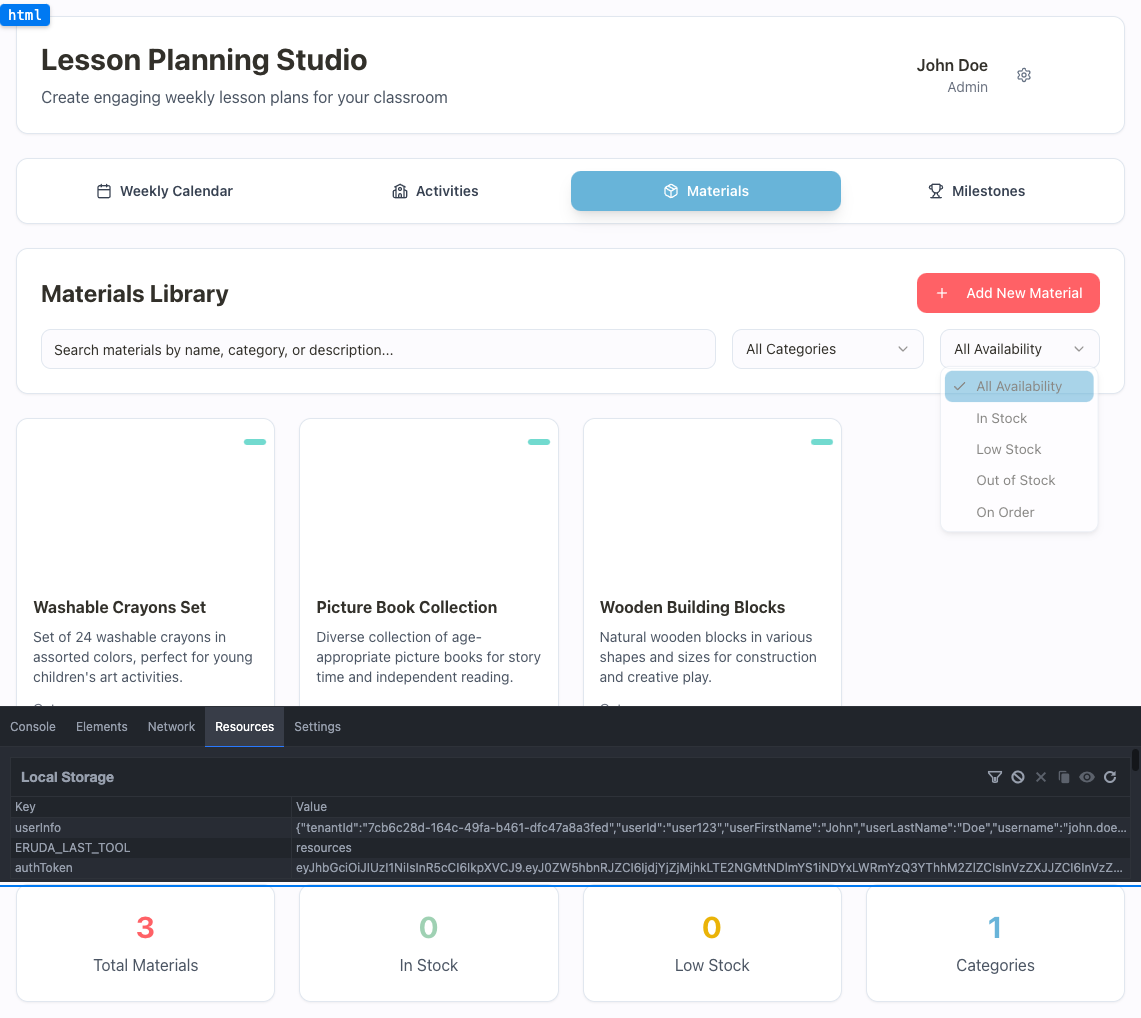 html
Lesson Planning Studio
Create engaging weekly lesson plans for your classroom
John Doe
Admin
Weekly Calendar
Activities
Materials
Milestones
Materials Library
+ Add New Material
Search materials by name, category, or description...
All Categories
All Availability
All Availability
In Stock
Low Stock
Out of Stock
On Order
Washable Crayons Set
Set of 24 washable crayons in
assorted colors, perfect for young
children's art activities.
Picture Book Collection
Diverse collection of age-
appropriate picture books for story
time and independent reading.
Wooden Building Blocks
Natural wooden blocks in various
shapes and sizes for construction
and creative play.
Console Elements Network Resources Settings
Local Storage
Key Value
userInfo {"tenantId":"7cb6c28d-164c-49fa-b461-dfc47a8a3fed","userId":"user123","userFirstName":"John","userLastName":"Doe","username":"john.doe...
ERUDA_LAST_TOOL resources
authToken
3
Total Materials
0
In Stock
0
Low Stock
1
Categories